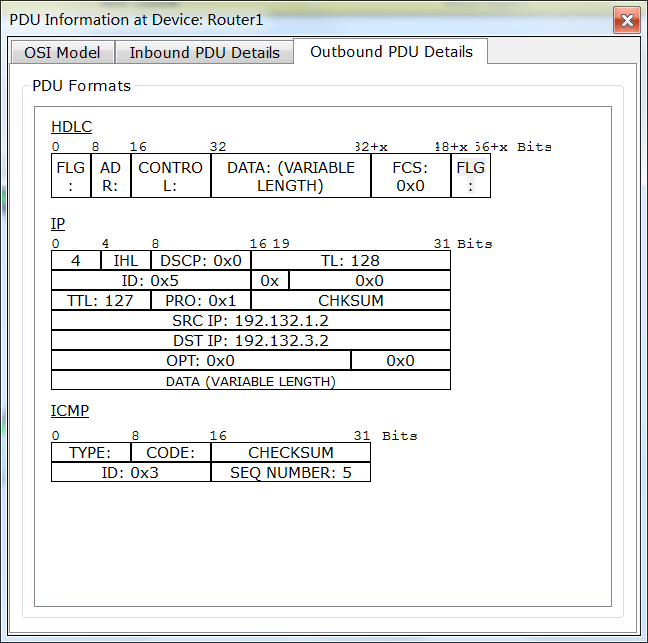 PDU Information at Device: Router1
OSI Model Inbound PDU Details Outbound PDU Details
PDU Formats
HDLC
0 8 16 32 32+x 48+x 56+x Bits
FLG : AD R: CONTRO L: DATA: (VARIABLE LENGTH) FCS: 0x0 FLG :
IP
0 4 8 16 19 31 Bits
4 IHL DSCP: 0x0 TL: 128
ID: 0x5 0x 0x0
TTL: 127 PRO: 0x1 CHKSUM
SRC IP: 192.132.1.2
DST IP: 192.132.3.2
OPT: 0x0 0x0
DATA (VARIABLE LENGTH)
ICMP
0 8 16 31 Bits
TYPE: CODE: CHECKSUM
ID: 0x3 SEQ NUMBER: 5